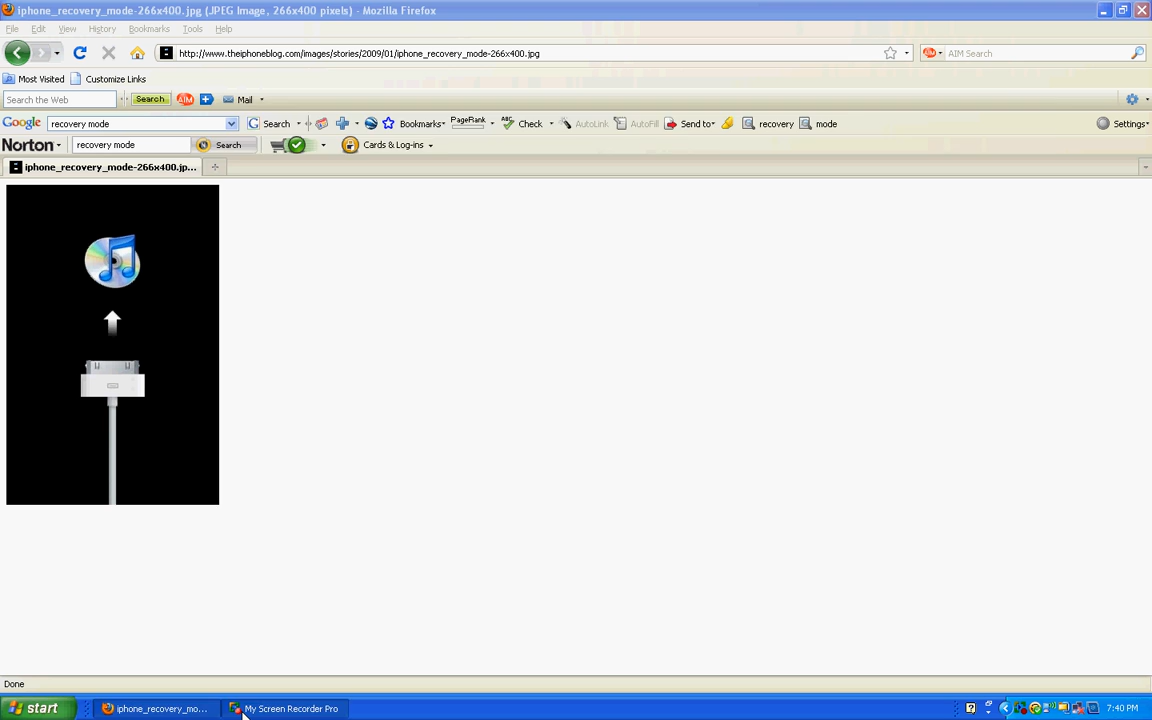 iphone_recovery_mode-266x400.jpg (JPEG Image, 266x400 pixels) - Mozilla Firefox
File Edit View History Bookmarks Tools Help
http://www.theiphoneblog.com/images/stories/2009/01/iphone_recovery_mode-266x400.jpg AIM Search
Most Visited Customize Links
Search the Web Search AIM Mail
Google recovery mode Search PageRank Bookmarks Check AutoLink AutoFill Send to recovery mode Settings
Norton recovery mode Search Cards & Log-ins
iphone_recovery_mode-266x400.jp...
Done
start iphone_recovery_mo... My Screen Recorder Pro 7:40 PM